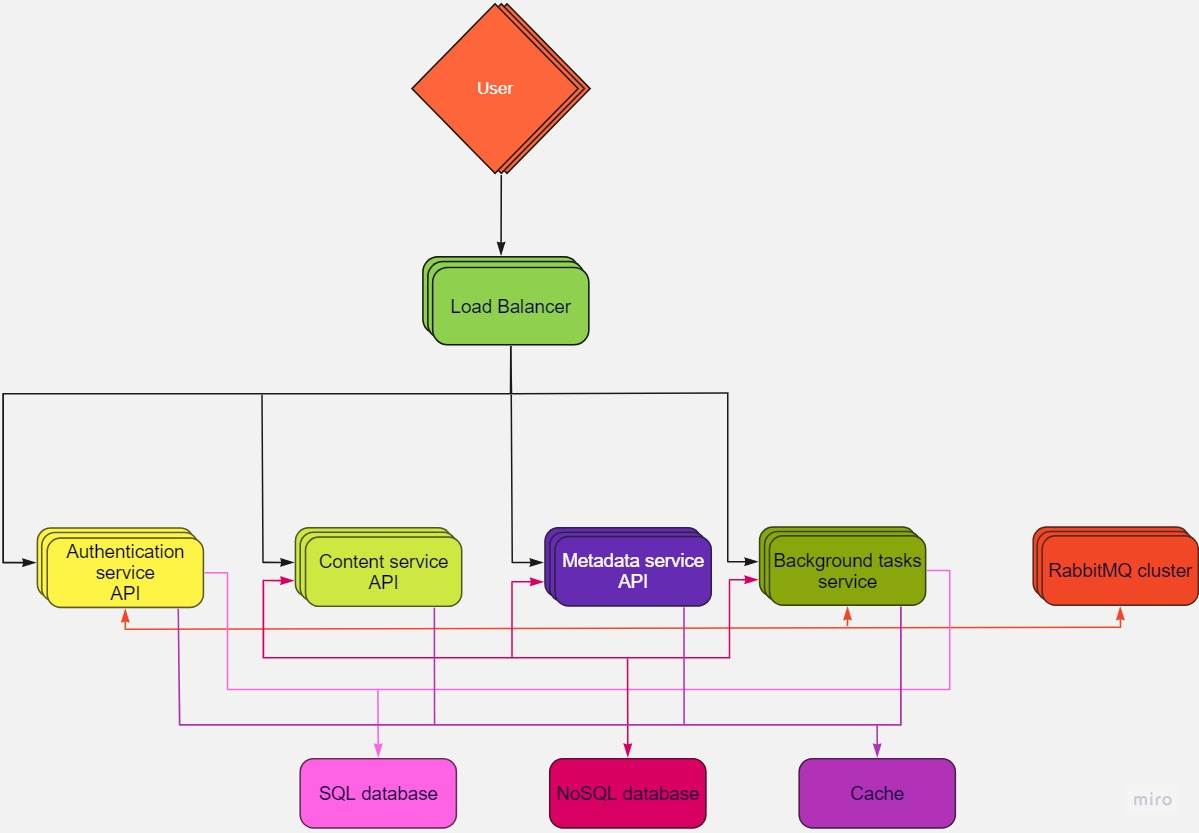 User
Load Balancer
Authentication
service
API
Content service
API
Metadata service
API
Background tasks
service
RabbitMQ cluster
SQL database
NoSQL database
Cache
miro